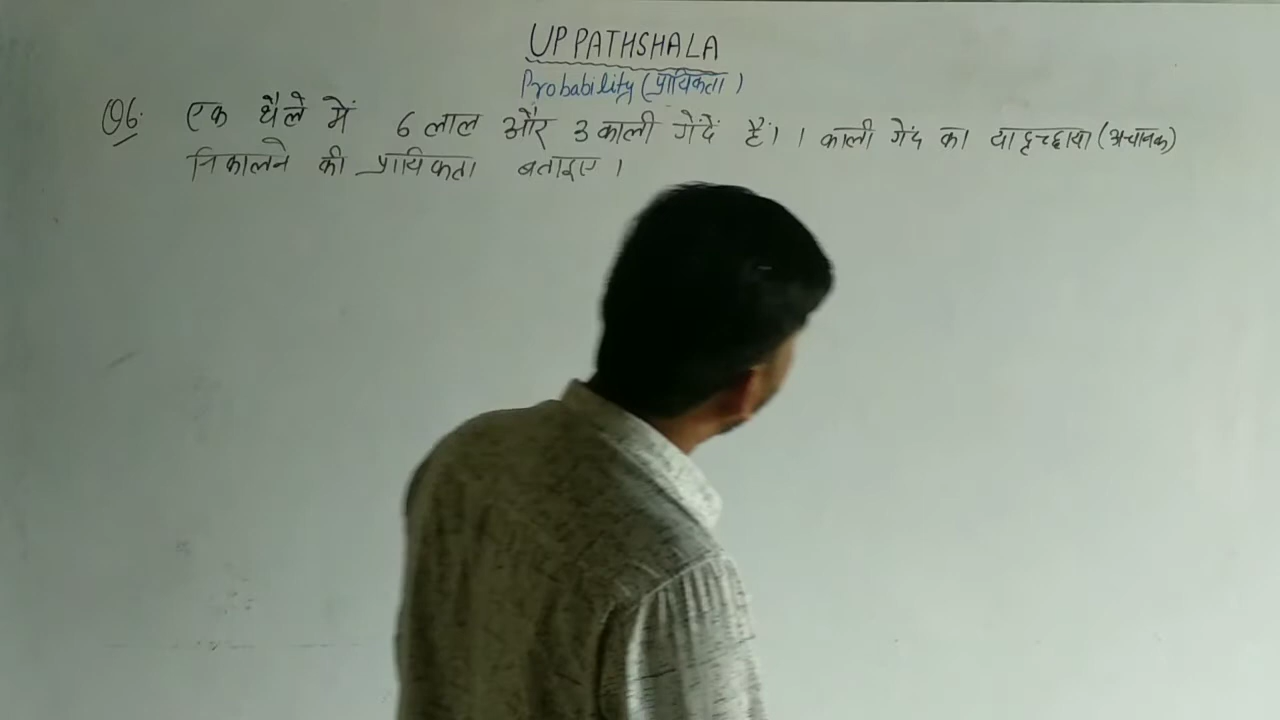 UP PATHSHALA
Probability (प्रायिकता)
Q6. एक थैले में 6 लाल और 3 काली गेंदें हैं। । काली गेंद का यादृच्छया (अचानक)
निकालने की प्रायिकता बताइए ।